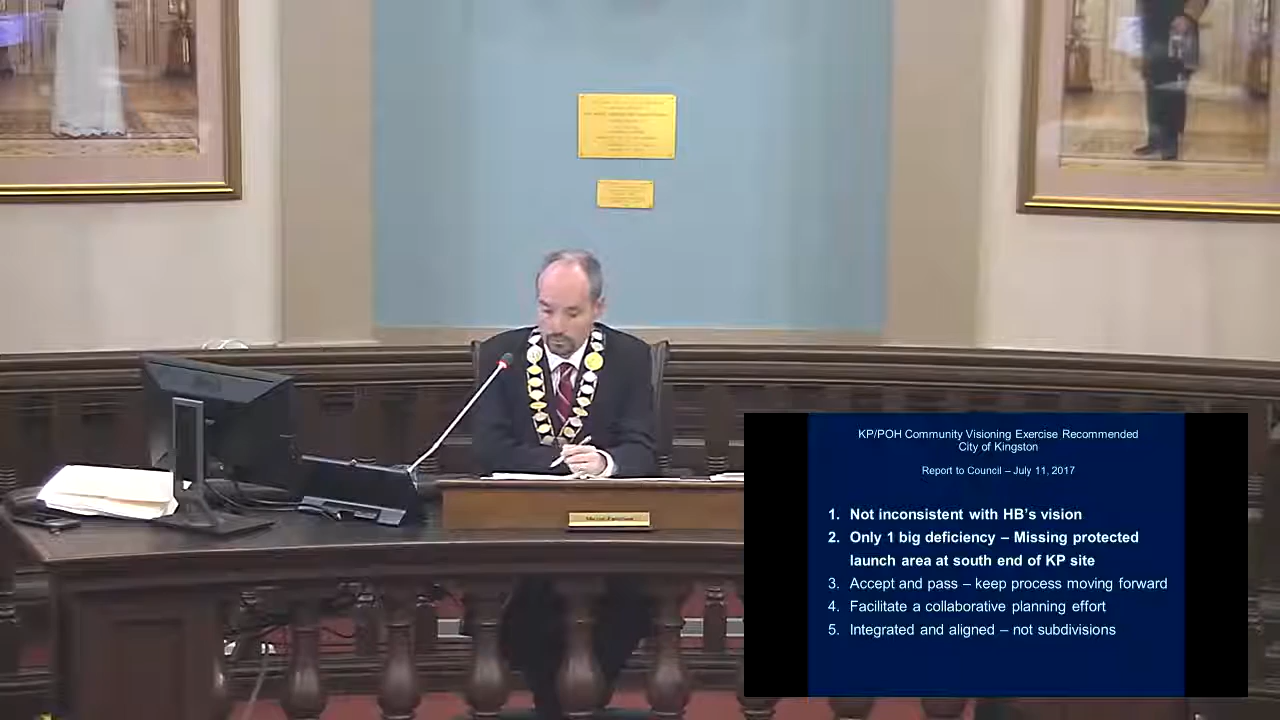 KP/POH Community Visioning Exercise Recommended
City of Kingston
Report to Council – July 11, 2017
1. Not inconsistent with HB's vision
2. Only 1 big deficiency – Missing protected
launch area at south end of KP site
3. Accept and pass – keep process moving forward
4. Facilitate a collaborative planning effort
5. Integrated and aligned – not subdivisions